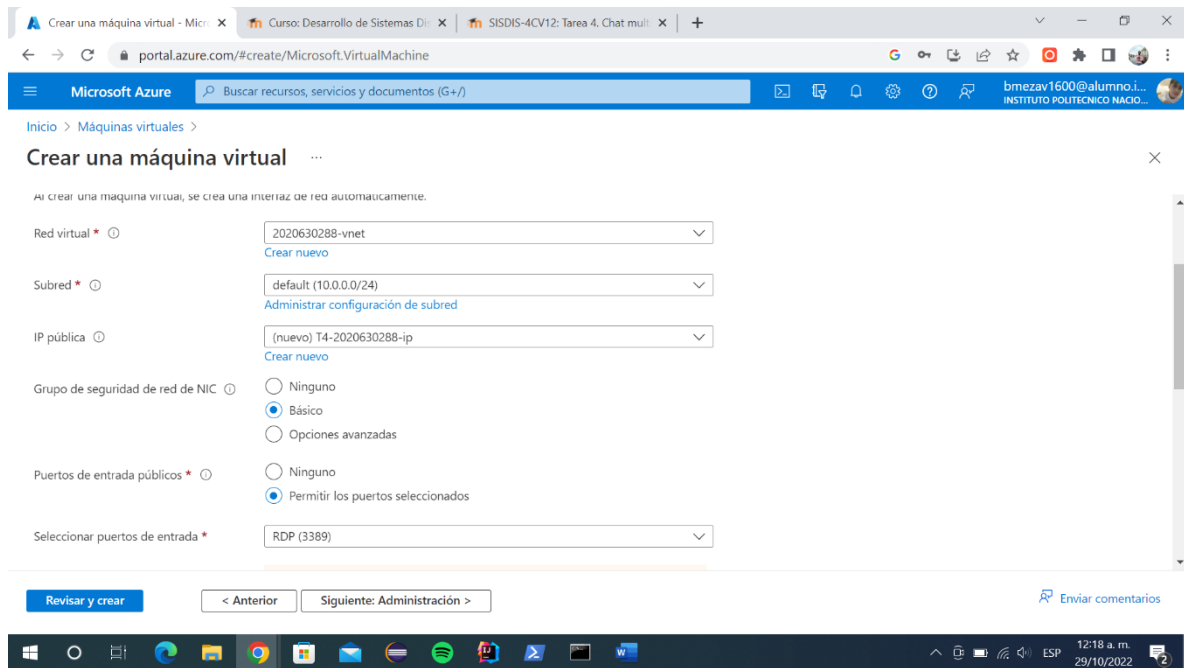 Crear una máquina virtual - Micr
Curso: Desarrollo de Sistemas Di
SISDIS-4CV12: Tarea 4. Chat mult
portal.azure.com/#create/Microsoft.VirtualMachine
Microsoft Azure
Buscar recursos, servicios y documentos (G+/)
bmezav1600@alumno.i...
INSTITUTO POLITECNICO NACIO...
Inicio > Máquinas virtuales >
Crear una máquina virtual ...
Al crear una máquina virtual, se crea una interfaz de red automáticamente.
Red virtual *
2020630288-vnet
Crear nuevo
Subred *
default (10.0.0.0/24)
Administrar configuración de subred
IP pública
(nuevo) T4-2020630288-ip
Crear nuevo
Grupo de seguridad de red de NIC
Ninguno
Básico
Opciones avanzadas
Puertos de entrada públicos *
Ninguno
Permitir los puertos seleccionados
Seleccionar puertos de entrada *
RDP (3389)
Revisar y crear
< Anterior
Siguiente: Administración >
Enviar comentarios
ESP
12:18 a. m.
29/10/2022